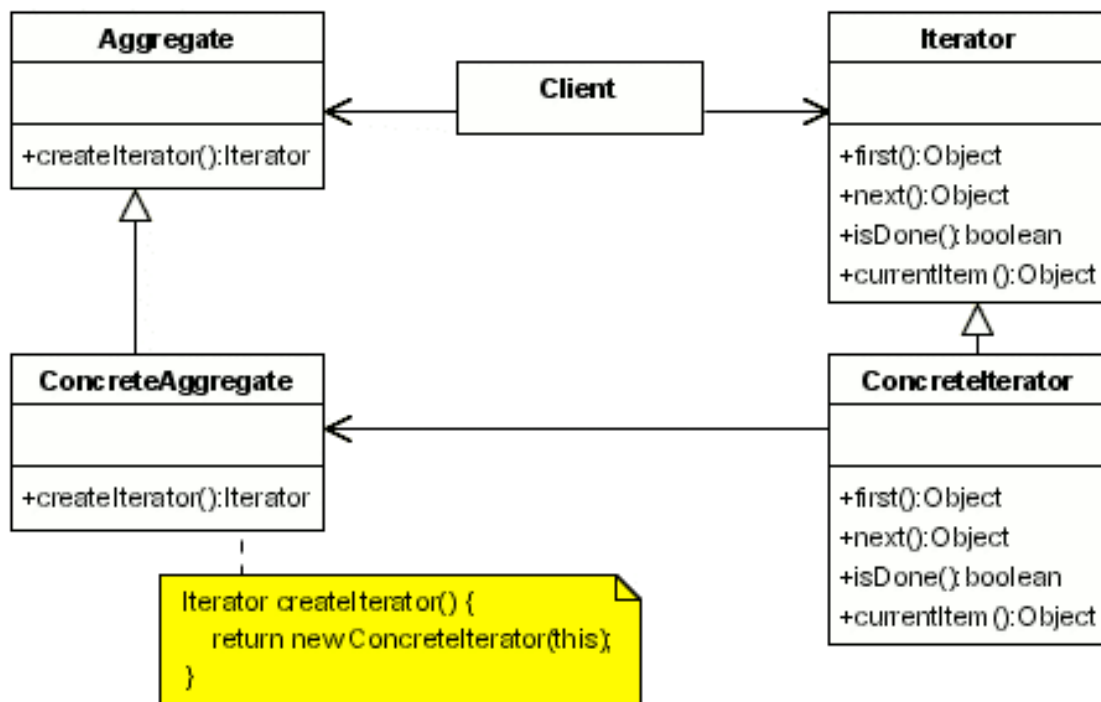 Aggregate
+createIterator():Iterator
Client
Iterator
+first():Object
+next():Object
+isDone():boolean
+currentItem():Object
ConcreteAggregate
+createIterator():Iterator
ConcreteIterator
+first():Object
+next():Object
+isDone():boolean
+currentItem():Object
Iterator createIterator() {
return new ConcreteIterator(this);
}